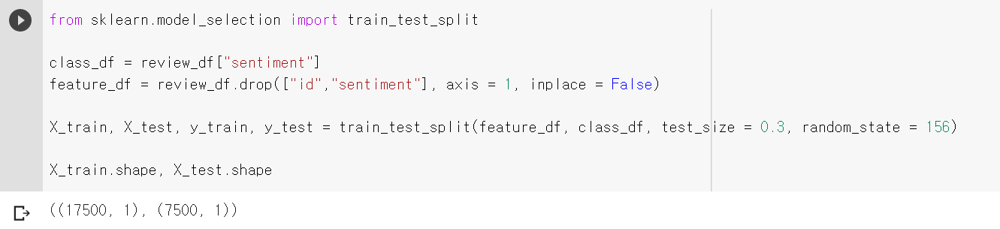 from sklearn.model_selection import train_test_split
class_df = review_df["sentiment"]
feature_df = review_df.drop(["id","sentiment"], axis = 1, inplace = False)
X_train, X_test, y_train, y_test = train_test_split(feature_df, class_df, test_size = 0.3, random_state = 156)
X_train.shape, X_test.shape
((17500, 1), (7500, 1))